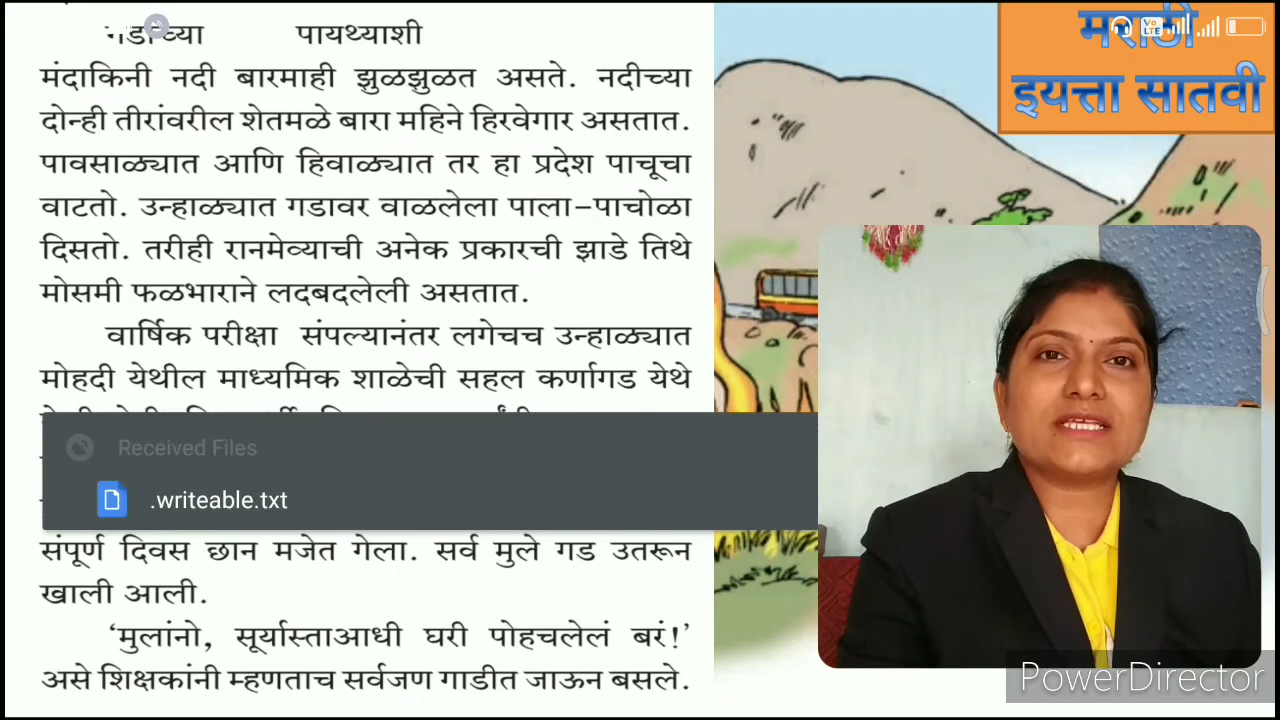 पायथ्याशी
मंदाकिनी नदी बारमाही झुळझुळत असते. नदीच्या
दोन्ही तीरांवरील शेतमळे बारा महिने हिरवेगार असतात.
पावसाळ्यात आणि हिवाळ्यात तर हा प्रदेश पाचूचा
वाटतो. उन्हाळ्यात गडावर वाळलेला पाला-पाचोळा
दिसतो. तरीही रानमेव्याची अनेक प्रकारची झाडे तिथे
मोसमी फळभाराने लदबदलेली असतात.
वार्षिक परीक्षा संपल्यानंतर लगेचच उन्हाळ्यात
मोहदी येथील माध्यमिक शाळेची सहल कर्णागड येथे
Received Files
.writeable.txt
संपूर्ण दिवस छान मजेत गेला. सर्व मुले गड उतरून
खाली आली.
‘मुलांनो, सूर्यास्ताआधी घरी पोहचलेलं बरं!’
असे शिक्षकांनी म्हणताच सर्वजण गाडीत जाऊन बसले.
मराठी
इयत्ता सातवी
Vo
LTE
PowerDirector